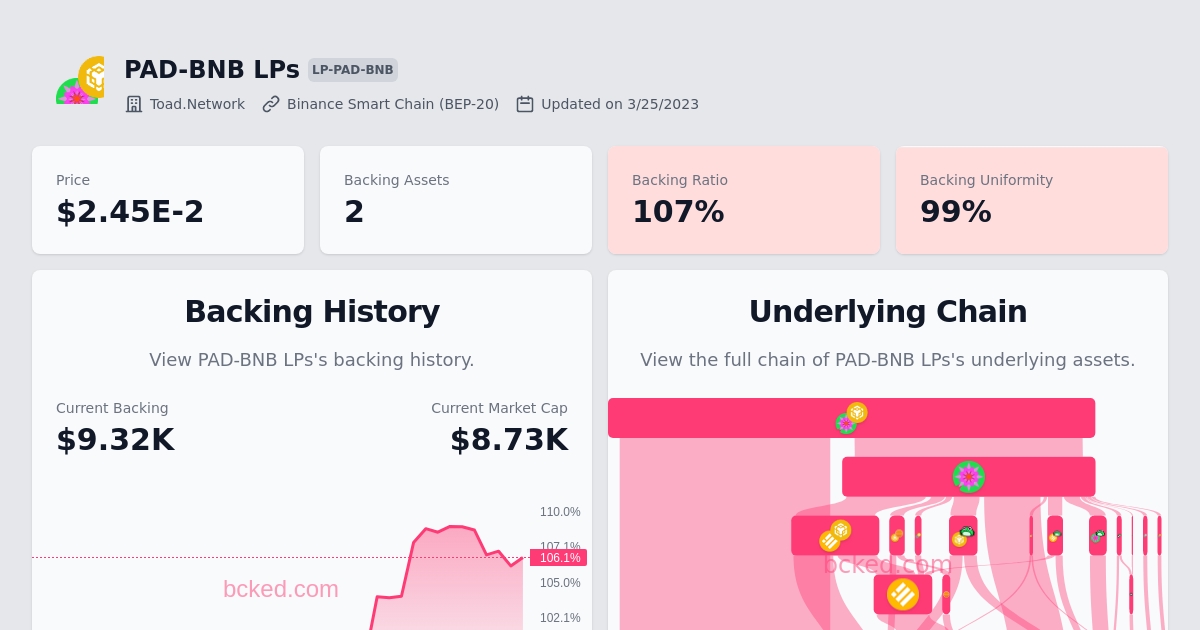 PAD-BNB LPs LP-PAD-BNB
Toad.Network Binance Smart Chain (BEP-20) Updated on 3/25/2023
Price
$2.45E-2
Backing Assets
2
Backing Ratio
107%
Backing Uniformity
99%
Backing History
View PAD-BNB LPs's backing history.
Current Backing
$9.32K
Current Market Cap
$8.73K
110.0%
107.1%
106.1%
105.0%
102.1%
bcked.com
Underlying Chain
View the full chain of PAD-BNB LPs's underlying assets.
bcked.com